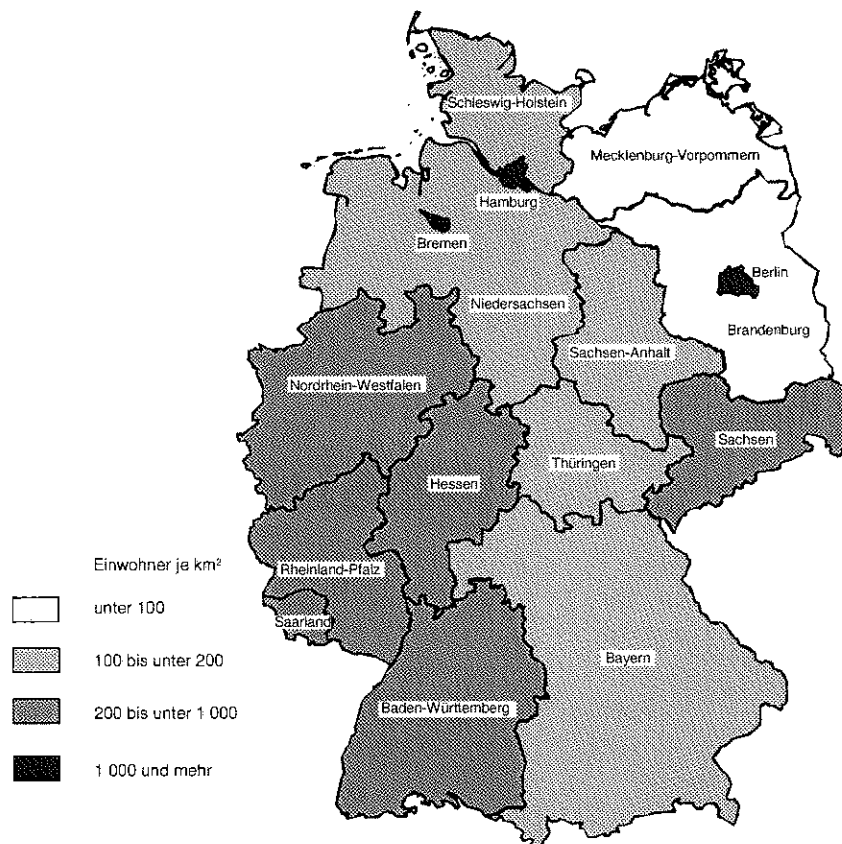 Schleswig-Holstein
Mecklenburg-Vorpommern
Hamburg
Bremen
Berlin
Niedersachsen
Brandenburg
Sachsen-Anhalt
Nordrhein-Westfalen
Sachsen
Thüringen
Hessen
Einwohner je km²
Rheinland-Pfalz
unter 100
Saarland
100 bis unter 200
Bayern
Baden-Württemberg
200 bis unter 1 000
1 000 und mehr